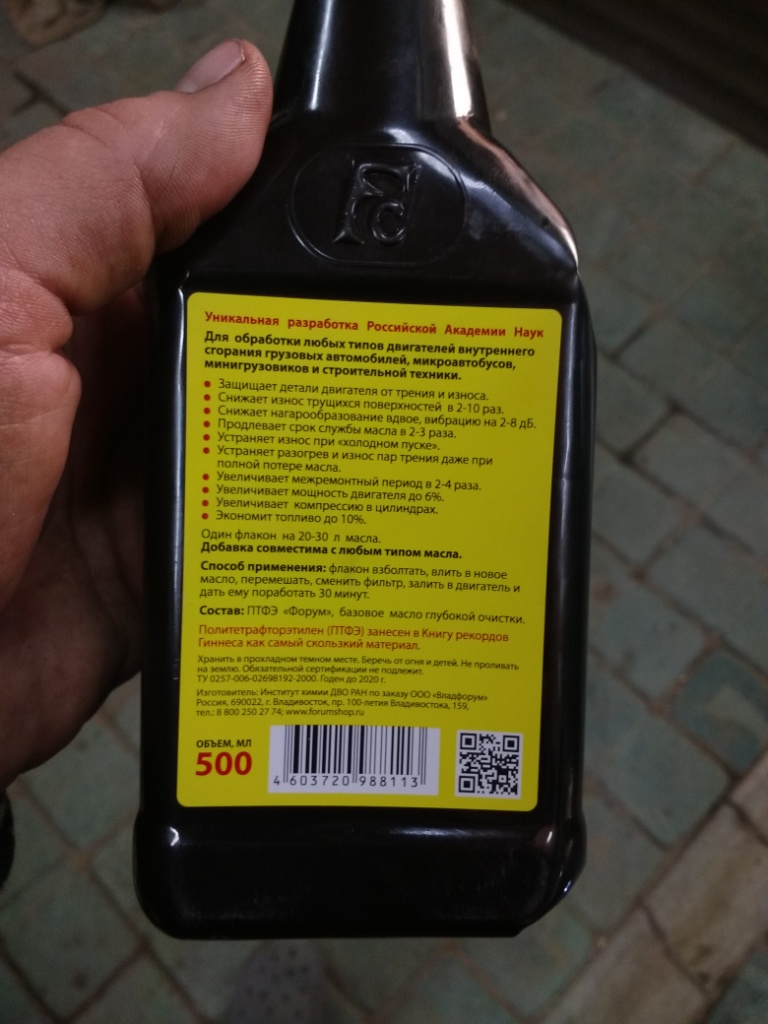 Уникальная разработка Российской Академии Наук
Для обработки любых типов двигателей внутреннего
сгорания грузовых автомобилей, микроавтобусов,
минигрузовиков и строительной техники.
• Защищает детали двигателя от трения и износа.
• Снижает износ трущихся поверхностей в 2-10 раз.
• Снижает нагарообразование вдвое, вибрацию на 2-8 дБ.
• Продлевает срок службы масла в 2-3 раза.
• Устраняет износ при «холодном пуске».
• Устраняет разогрев и износ пар трения даже при
полной потере масла.
• Увеличивает межремонтный период в 2-4 раза.
• Увеличивает мощность двигателя до 6%.
• Увеличивает компрессию в цилиндрах.
• Экономит топливо до 10%.
Один флакон на 20-30 л масла.
Добавка совместима с любым типом масла.
Способ применения: флакон взболтать, влить в новое
масло, перемешать, сменить фильтр, залить в двигатель и
дать ему поработать 30 минут.
Состав: ПТФЭ «Форум», базовое масло глубокой очистки.
Политетрафторэтилен (ПТФЭ) занесен в Книгу рекордов
Гиннеса как самый скользкий материал.
Хранить в прохладном темном месте. Беречь от огня и детей. Не проливать
на землю. Обязательной сертификации не подлежит.
ТУ 0257-006-02698192-2000. Годен до 2020 г.
Изготовитель: Институт химии ДВО РАН по заказу ООО «Владфорум»
Россия, 690022, г. Владивосток, пр. 100-летия Владивостока, 159,
тел.: 8 800 250 27 74; www.forumshop.ru
ОБЪЕМ, МЛ
500
4 603720 988113